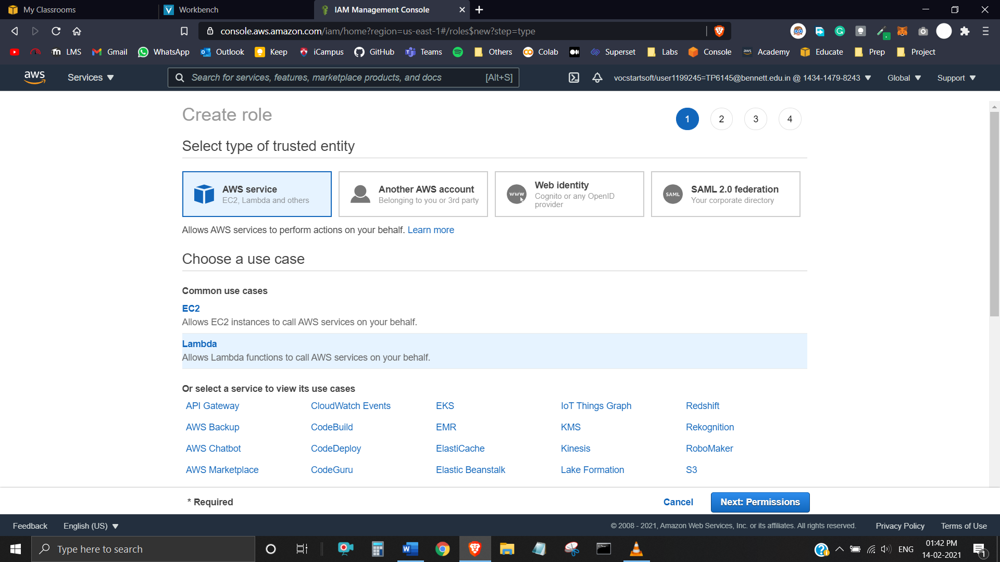 My Classrooms
Workbench
IAM Management Console
console.aws.amazon.com/iam/home?region=us-east-1#/roles$new?step=type
LMS
Gmail
WhatsApp
Outlook
Keep
iCampus
GitHub
Teams
Others
Colab
Superset
Labs
Console
aws
Academy
Educate
Prep
Project
aws
Services
Search for services, features, marketplace products, and docs
[Alt+S]
vocstartsoft/user1199245=TP6145@bennett.edu.in @ 1434-1479-8243
Global
Support
Create role
1
2
3
4
Select type of trusted entity
AWS service
EC2, Lambda and others
Another AWS account
Belonging to you or 3rd party
www
Web identity
Cognito or any OpenID
provider
SAML
SAML 2.0 federation
Your corporate directory
Allows AWS services to perform actions on your behalf. Learn more
Choose a use case
Common use cases
EC2
Allows EC2 instances to call AWS services on your behalf.
Lambda
Allows Lambda functions to call AWS services on your behalf.
Or select a service to view its use cases
API Gateway
CloudWatch Events
EKS
IoT Things Graph
Redshift
AWS Backup
CodeBuild
EMR
KMS
Rekognition
AWS Chatbot
CodeDeploy
ElastiCache
Kinesis
RoboMaker
AWS Marketplace
CodeGuru
Elastic Beanstalk
Lake Formation
S3
* Required
Cancel
Next: Permissions
Feedback
English (US)
© 2008 - 2021, Amazon Web Services, Inc. or its affiliates. All rights reserved.
Privacy Policy
Terms of Use
Type here to search
ENG
01:42 PM
14-02-2021
1